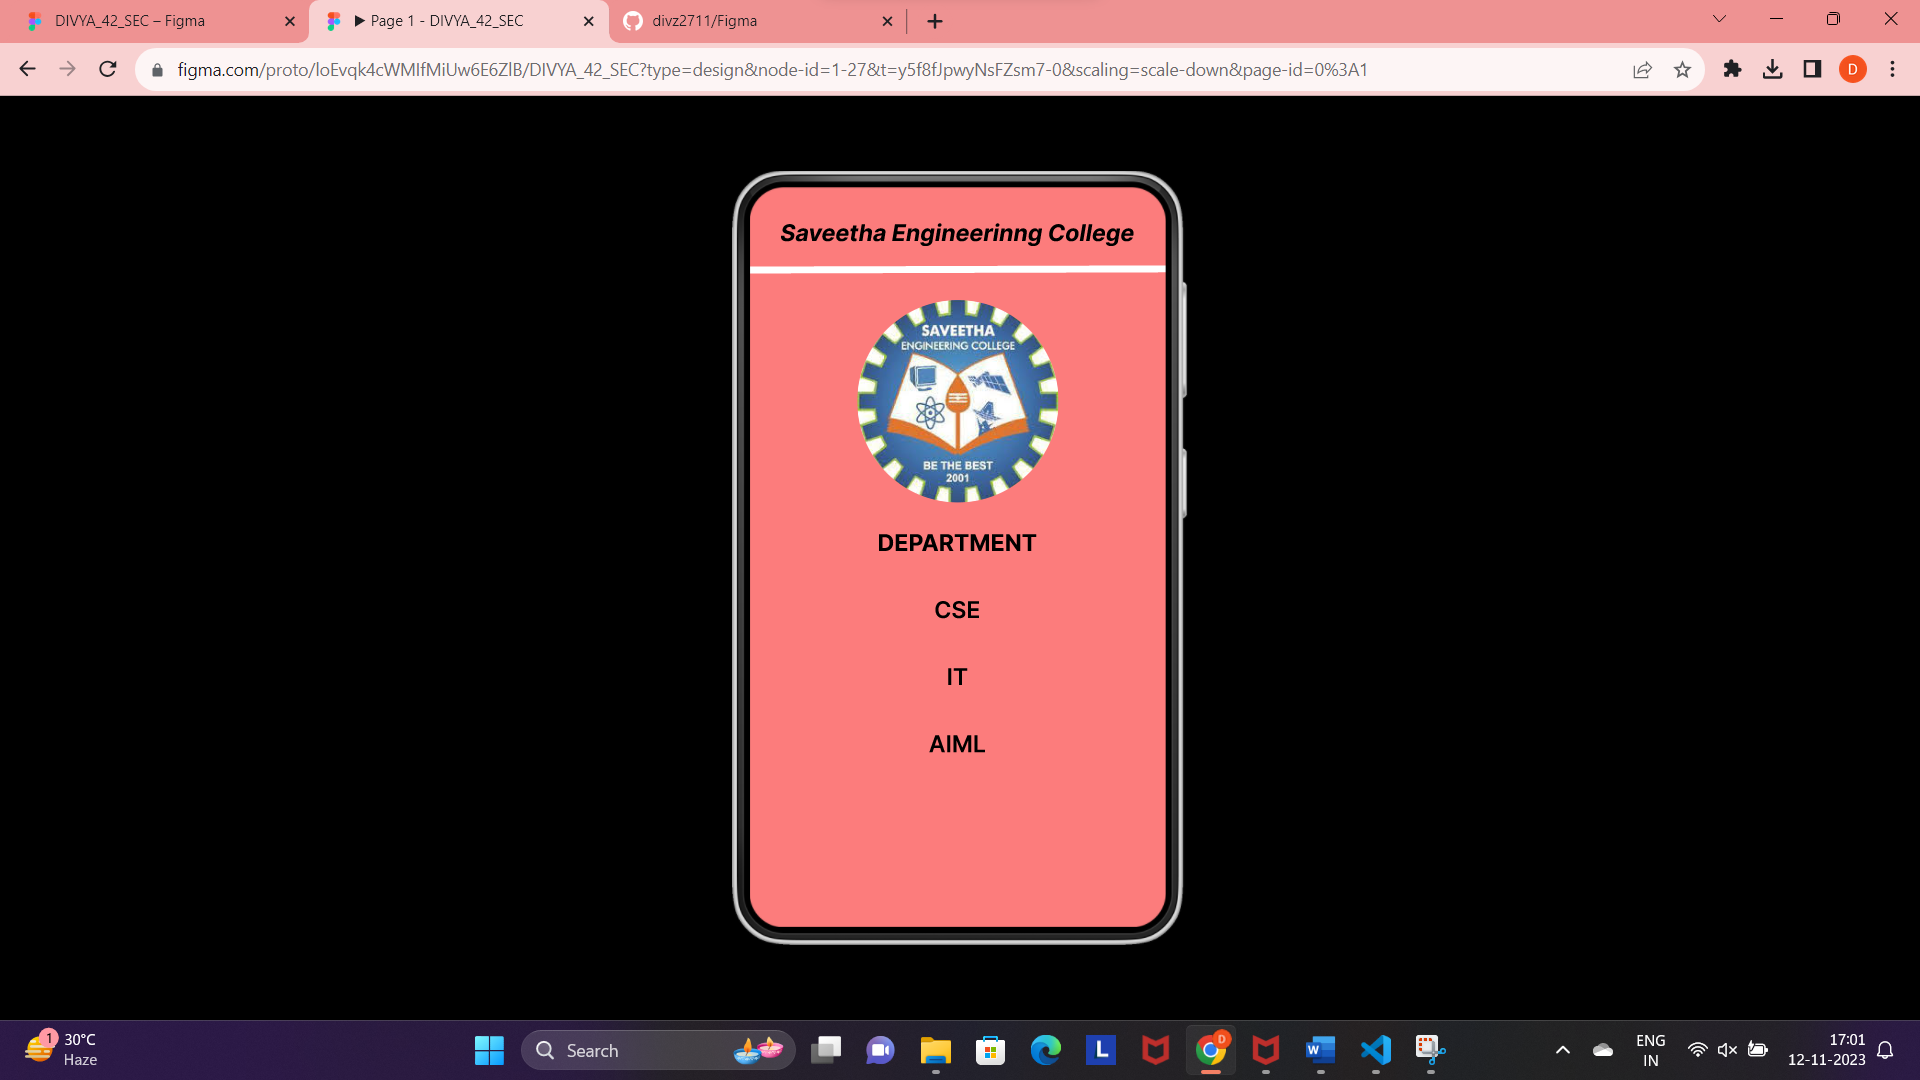 DIVYA_42_SEC – Figma
▶ Page 1 - DIVYA_42_SEC
divz2711/Figma
figma.com/proto/loEvqk4cWMIfMiUw6E6ZlB/DIVYA_42_SEC?type=design&node-id=1-27&t=y5f8fJpwyNsFZsm7-0&scaling=scale-down&page-id=0%3A1
D
Saveetha Engineerinng College
SAVEETHA
ENGINEERING COLLEGE
BE THE BEST
2001
DEPARTMENT
CSE
IT
AIML
1
30°C
Haze
Search
L
D
W
ENG
IN
17:01
12-11-2023